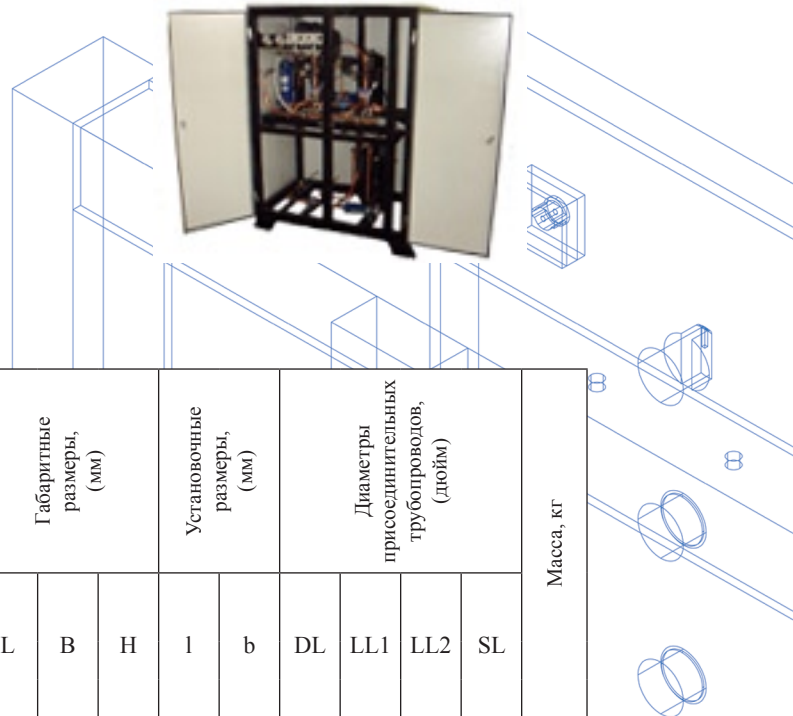 Габаритные
размеры,
(мм)
Установочные
размеры,
(мм)
Диаметры
присоединительных
трубопроводов,
(дюйм)
Масса, кг
L
B
H
l
b
DL
LL1
LL2
SL